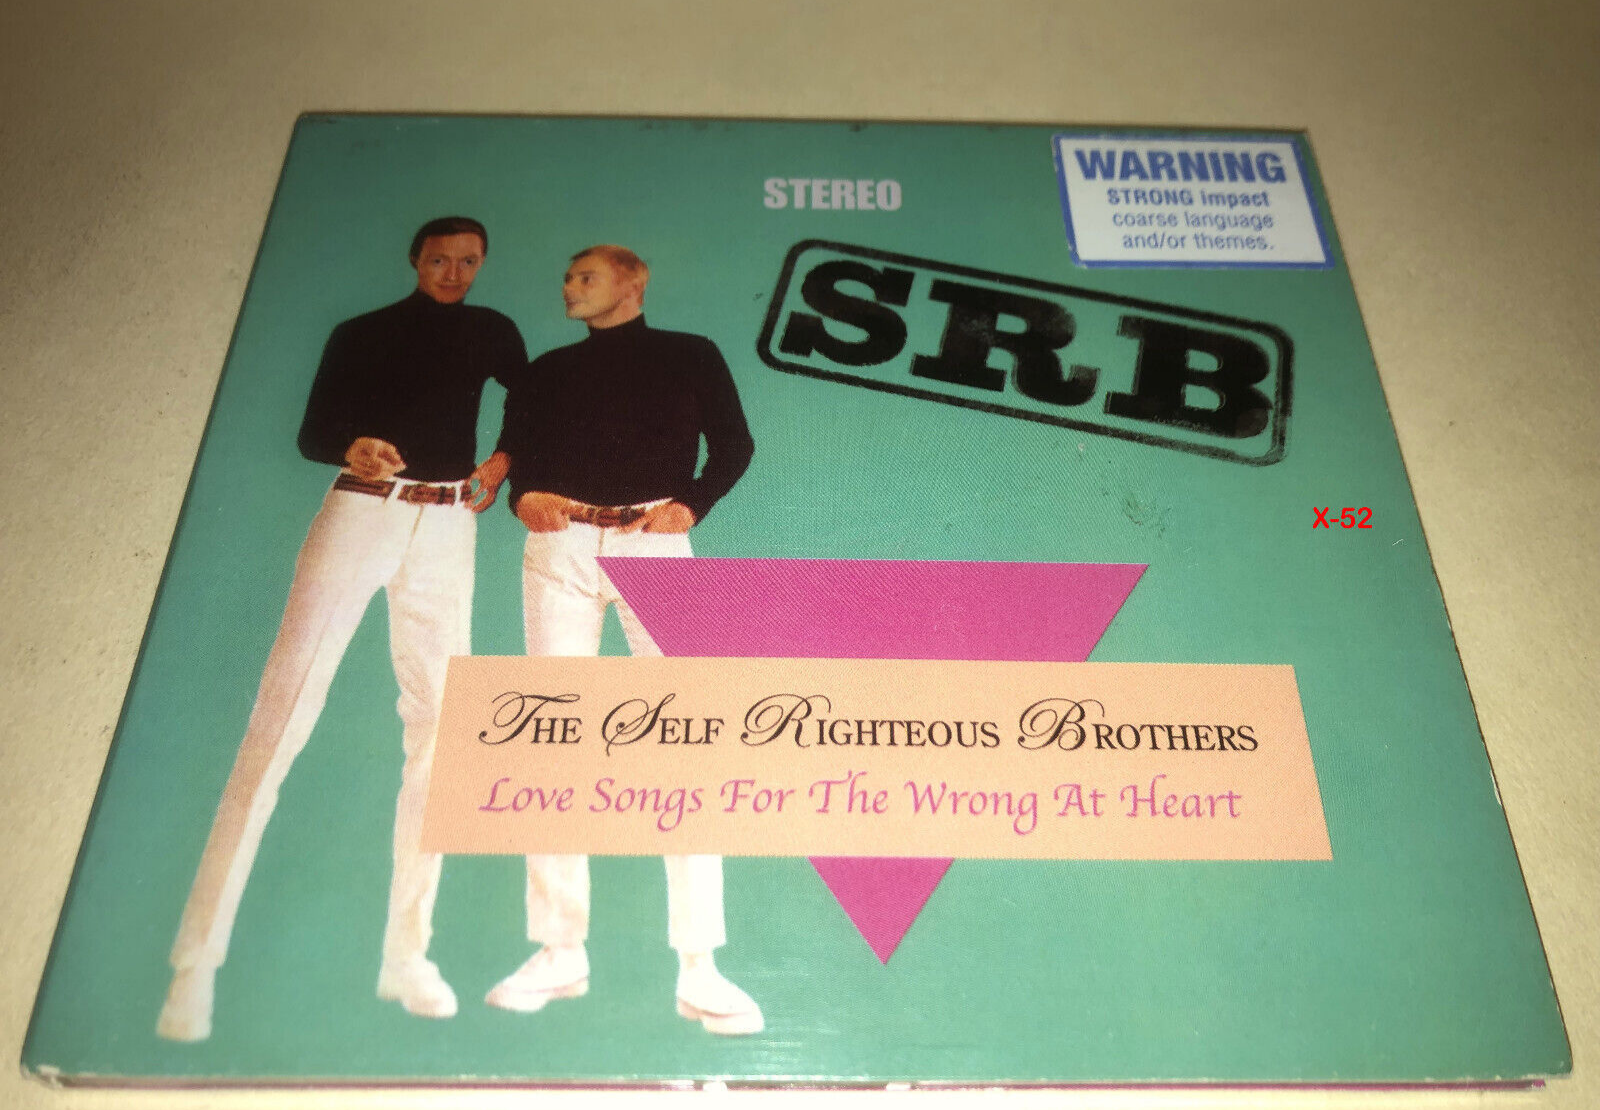 STEREO
WARNING
STRONG impact
coarse language
and/or themes.
SRB
X-52
THE SELF RIGHTEOUS BROTHERS
Love Songs For The Wrong At Heart